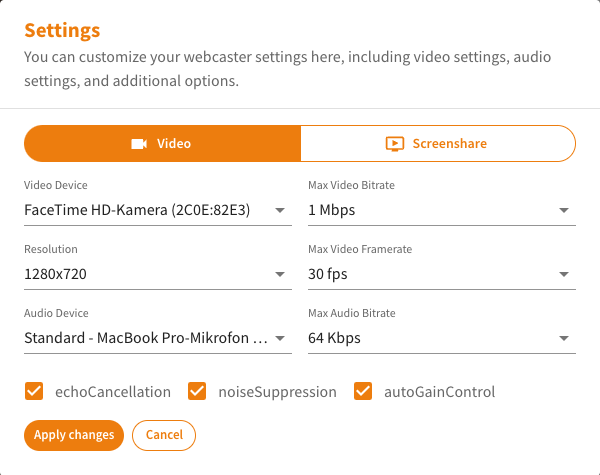 Settings
You can customize your webcaster settings here, including video settings, audio
settings, and additional options.
Video
Screenshare
Video Device
Max Video Bitrate
FaceTime HD-Kamera (2C0E:82E3)
1 Mbps
Resolution
Max Video Framerate
1280x720
30 fps
Audio Device
Max Audio Bitrate
Standard - MacBook Pro-Mikrofon ...
64 Kbps
echoCancellation
noiseSuppression
autoGainControl
Apply changes
Cancel